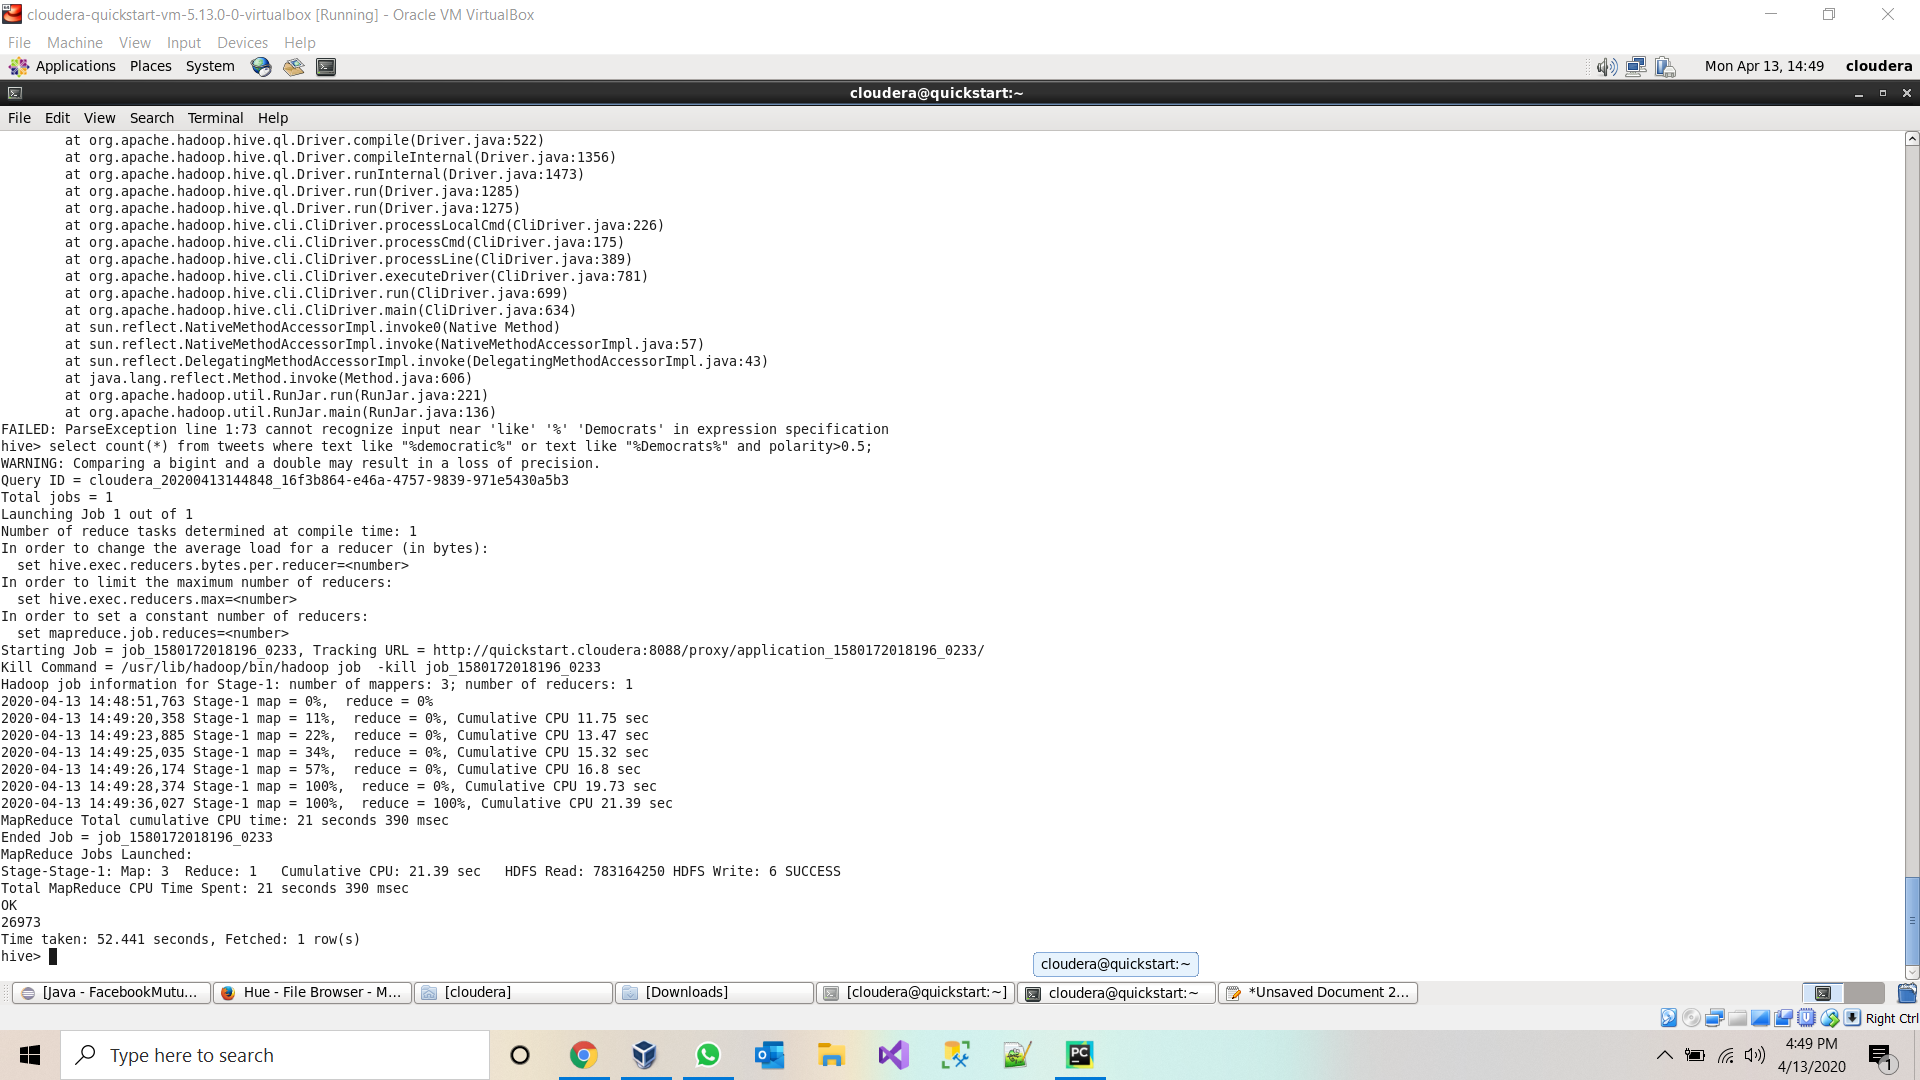 cloudera-quickstart-vm-5.13.0-0-virtualbox [Running] - Oracle VM VirtualBox
File Machine View Input Devices Help
Applications Places System Mon Apr 13, 14:49 cloudera
cloudera@quickstart:~
File Edit View Search Terminal Help
at org.apache.hadoop.hive.ql.Driver.compile(Driver.java:522)
at org.apache.hadoop.hive.ql.Driver.compileInternal(Driver.java:1356)
at org.apache.hadoop.hive.ql.Driver.runInternal(Driver.java:1473)
at org.apache.hadoop.hive.ql.Driver.run(Driver.java:1285)
at org.apache.hadoop.hive.ql.Driver.run(Driver.java:1275)
at org.apache.hadoop.hive.cli.CliDriver.processLocalCmd(CliDriver.java:226)
at org.apache.hadoop.hive.cli.CliDriver.processCmd(CliDriver.java:175)
at org.apache.hadoop.hive.cli.CliDriver.processLine(CliDriver.java:389)
at org.apache.hadoop.hive.cli.CliDriver.executeDriver(CliDriver.java:781)
at org.apache.hadoop.hive.cli.CliDriver.run(CliDriver.java:699)
at org.apache.hadoop.hive.cli.CliDriver.main(CliDriver.java:634)
at sun.reflect.NativeMethodAccessorImpl.invoke0(Native Method)
at sun.reflect.NativeMethodAccessorImpl.invoke(NativeMethodAccessorImpl.java:57)
at sun.reflect.DelegatingMethodAccessorImpl.invoke(DelegatingMethodAccessorImpl.java:43)
at java.lang.reflect.Method.invoke(Method.java:606)
at org.apache.hadoop.util.RunJar.run(RunJar.java:221)
at org.apache.hadoop.util.RunJar.main(RunJar.java:136)
FAILED: ParseException line 1:73 cannot recognize input near 'like' '%' 'Democrats' in expression specification
hive> select count(*) from tweets where text like "%democratic%" or text like "%Democrats%" and polarity>0.5;
WARNING: Comparing a bigint and a double may result in a loss of precision.
Query ID = cloudera_20200413144848_16f3b864-e46a-4757-9839-971e5430a5b3
Total jobs = 1
Launching Job 1 out of 1
Number of reduce tasks determined at compile time: 1
In order to change the average load for a reducer (in bytes):
set hive.exec.reducers.bytes.per.reducer=<number>
In order to limit the maximum number of reducers:
set hive.exec.reducers.max=<number>
In order to set a constant number of reducers:
set mapreduce.job.reduces=<number>
Starting Job = job_1580172018196_0233, Tracking URL = http://quickstart.cloudera:8088/proxy/application_1580172018196_0233/
Kill Command = /usr/lib/hadoop/bin/hadoop job  -kill job_1580172018196_0233
Hadoop job information for Stage-1: number of mappers: 3; number of reducers: 1
2020-04-13 14:48:51,763 Stage-1 map = 0%,  reduce = 0%
2020-04-13 14:49:20,358 Stage-1 map = 11%,  reduce = 0%, Cumulative CPU 11.75 sec
2020-04-13 14:49:23,885 Stage-1 map = 22%,  reduce = 0%, Cumulative CPU 13.47 sec
2020-04-13 14:49:25,035 Stage-1 map = 34%,  reduce = 0%, Cumulative CPU 15.32 sec
2020-04-13 14:49:26,174 Stage-1 map = 57%,  reduce = 0%, Cumulative CPU 16.8 sec
2020-04-13 14:49:28,374 Stage-1 map = 100%,  reduce = 0%, Cumulative CPU 19.73 sec
2020-04-13 14:49:36,027 Stage-1 map = 100%,  reduce = 100%, Cumulative CPU 21.39 sec
MapReduce Total cumulative CPU time: 21 seconds 390 msec
Ended Job = job_1580172018196_0233
MapReduce Jobs Launched:
Stage-Stage-1: Map: 3  Reduce: 1   Cumulative CPU: 21.39 sec   HDFS Read: 783164250 HDFS Write: 6 SUCCESS
Total MapReduce CPU Time Spent: 21 seconds 390 msec
OK
26973
Time taken: 52.441 seconds, Fetched: 1 row(s)
hive>
cloudera@quickstart:~
[Java - FacebookMutu... Hue - File Browser - M... [cloudera] [Downloads] [cloudera@quickstart:~] cloudera@quickstart:~ *Unsaved Document 2...
Right Ctrl
Type here to search
PC
4:49 PM
4/13/2020
1